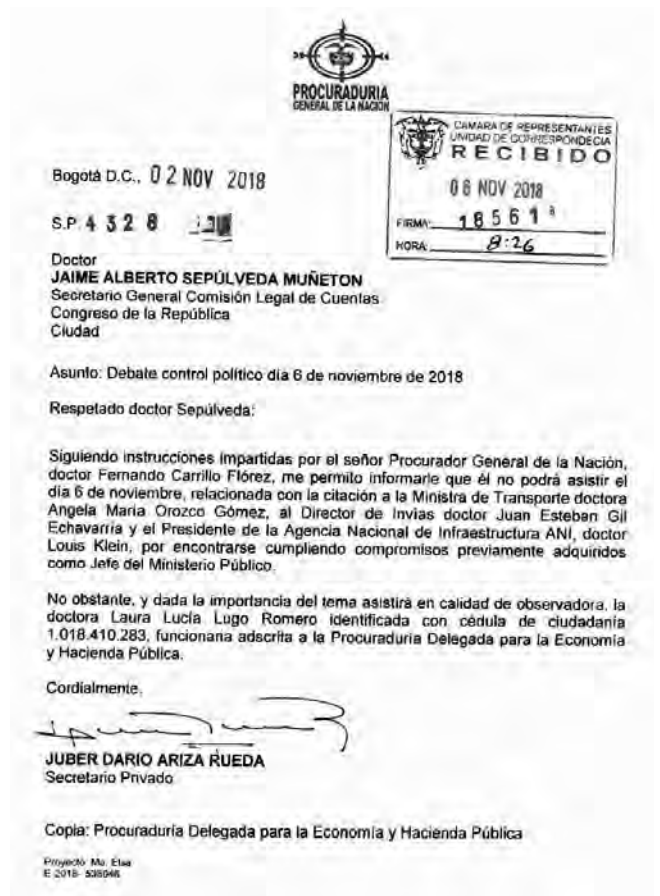 PROCURADURIA
GENERAL DE LA NACION
CAMARA DE REPRESENTANTES
UNIDAD DE CORRESPONDECIA
RECIBIDO
06 NOV 2018
FIRMA: 18561
HORA: 8:26
Bogotá D.C., 02 NOV 2018
S.P. 4328
Doctor
JAIME ALBERTO SEPÚLVEDA MUÑETON
Secretario General Comisión Legal de Cuentas
Congreso de la República
Ciudad
Asunto: Debate control político día 6 de noviembre de 2018
Respetado doctor Sepúlveda:
Siguiendo instrucciones impartidas por el señor Procurador General de la Nación,
doctor Fernando Carrillo Flórez, me permito informarle que él no podrá asistir el
día 6 de noviembre, relacionada con la citación a la Ministra de Transporte doctora
Angela María Orozco Gómez, al Director de Invias doctor Juan Esteban Gil
Echavarría y el Presidente de la Agencia Nacional de Infraestructura ANI, doctor
Louis Klein, por encontrarse cumpliendo compromisos previamente adquiridos
como Jefe del Ministerio Público.
No obstante, y dada la importancia del tema asistirá en calidad de observadora, la
doctora Laura Lucía Lugo Romero identificada con cédula de ciudadanía
1.018.410.283, funcionaria adscrita a la Procuraduría Delegada para la Economía
y Hacienda Pública.
Cordialmente,
JUBER DARIO ARIZA RUEDA
Secretario Privado
Copia: Procuraduría Delegada para la Economía y Hacienda Pública
Proyectó: Ma. Elsa
E-2018-